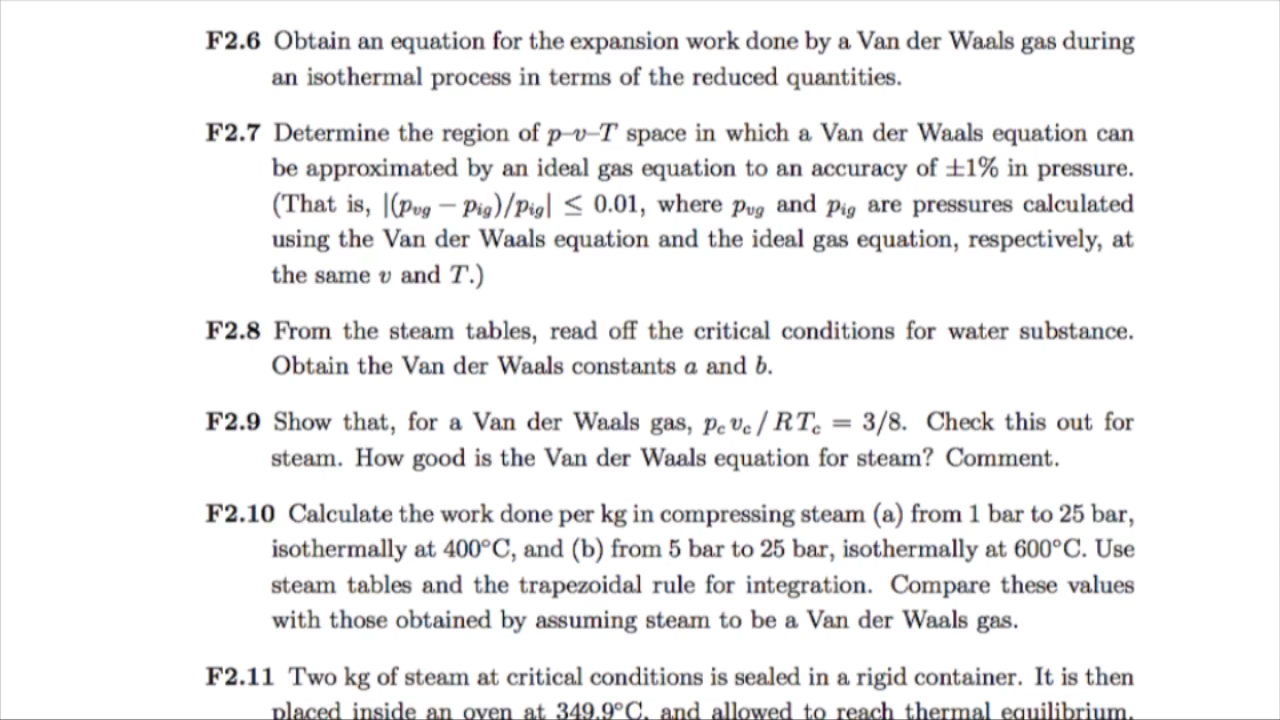 F2.6 Obtain an equation for the expansion work done by a Van der Waals gas during
an isothermal process in terms of the reduced quantities.
F2.7 Determine the region of p–v–T space in which a Van der Waals equation can
be approximated by an ideal gas equation to an accuracy of ±1% in pressure.
(That is, |(pvg − pig)/pig| ≤ 0.01, where pvg and pig are pressures calculated
using the Van der Waals equation and the ideal gas equation, respectively, at
the same v and T.)
F2.8 From the steam tables, read off the critical conditions for water substance.
Obtain the Van der Waals constants a and b.
F2.9 Show that, for a Van der Waals gas, pcvc/RTc = 3/8. Check this out for
steam. How good is the Van der Waals equation for steam? Comment.
F2.10 Calculate the work done per kg in compressing steam (a) from 1 bar to 25 bar,
isothermally at 400°C, and (b) from 5 bar to 25 bar, isothermally at 600°C. Use
steam tables and the trapezoidal rule for integration. Compare these values
with those obtained by assuming steam to be a Van der Waals gas.
F2.11 Two kg of steam at critical conditions is sealed in a rigid container. It is then
placed inside an oven at 349.9°C, and allowed to reach thermal equilibrium.